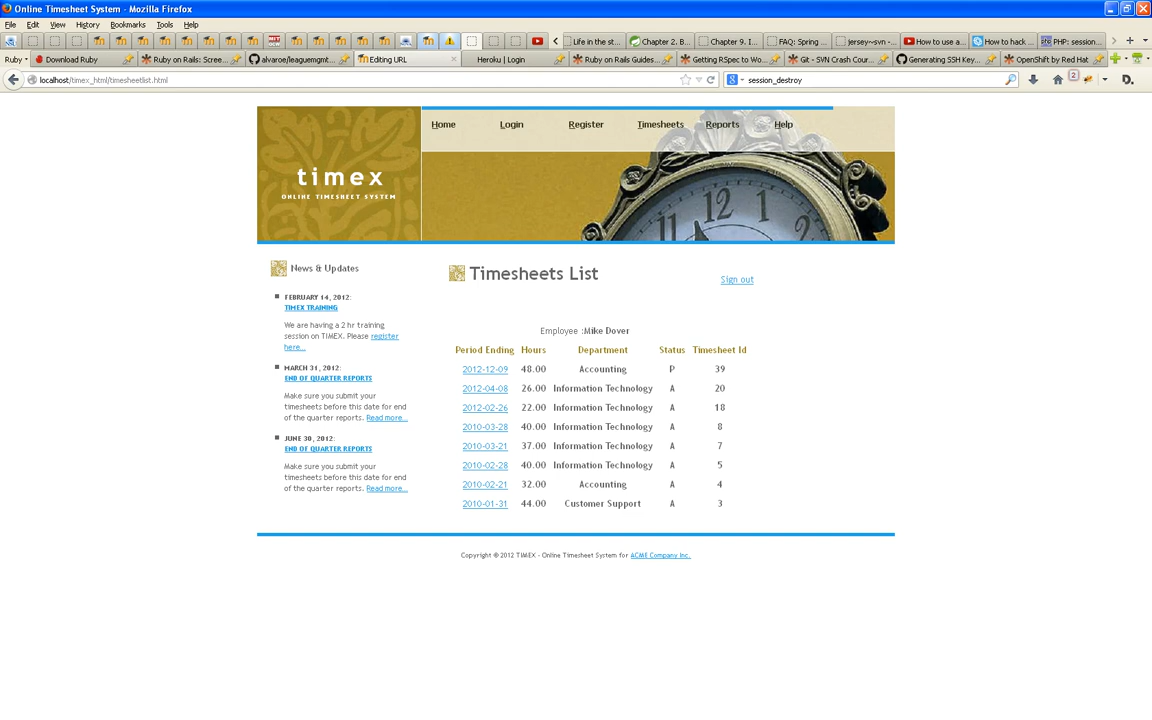 Online Timesheet System - Mozilla Firefox
File Edit View History Bookmarks Tools Help
Life in the st... Chapter 2. B... Chapter 9. I... FAQ: Spring ... jersey~svn -... How to use a... How to hack ... PHP: session...
Ruby Download Ruby Ruby on Rails: Scree... alvaroe/leaguemgmt... Editing URL Heroku | Login Ruby on Rails Guides... Getting RSpec to Wo... Git - SVN Crash Cour... Generating SSH Key... OpenShift by Red Hat
localhost/timex_html/timesheetlist.html session_destroy 2 D.
Home Login Register Timesheets Reports Help
timex
ONLINE TIMESHEET SYSTEM
11 12 1
News & Updates
FEBRUARY 14, 2012:
TIMEX TRAINING
We are having a 2 hr training
session on TIMEX. Please register
here...
MARCH 31, 2012:
END OF QUARTER REPORTS
Make sure you submit your
timesheets before this date for end
of the quarter reports. Read more...
JUNE 30, 2012:
END OF QUARTER REPORTS
Make sure you submit your
timesheets before this date for end
of the quarter reports. Read more...
Timesheets List
Sign out
Employee :Mike Dover
Period Ending Hours Department Status Timesheet Id
2012-12-09 48.00 Accounting P 39
2012-04-08 26.00 Information Technology A 20
2012-02-26 22.00 Information Technology A 18
2010-03-28 40.00 Information Technology A 8
2010-03-21 37.00 Information Technology A 7
2010-02-28 40.00 Information Technology A 5
2010-02-21 32.00 Accounting A 4
2010-01-31 44.00 Customer Support A 3
Copyright © 2012 TIMEX - Online Timesheet System for ACME Company Inc.